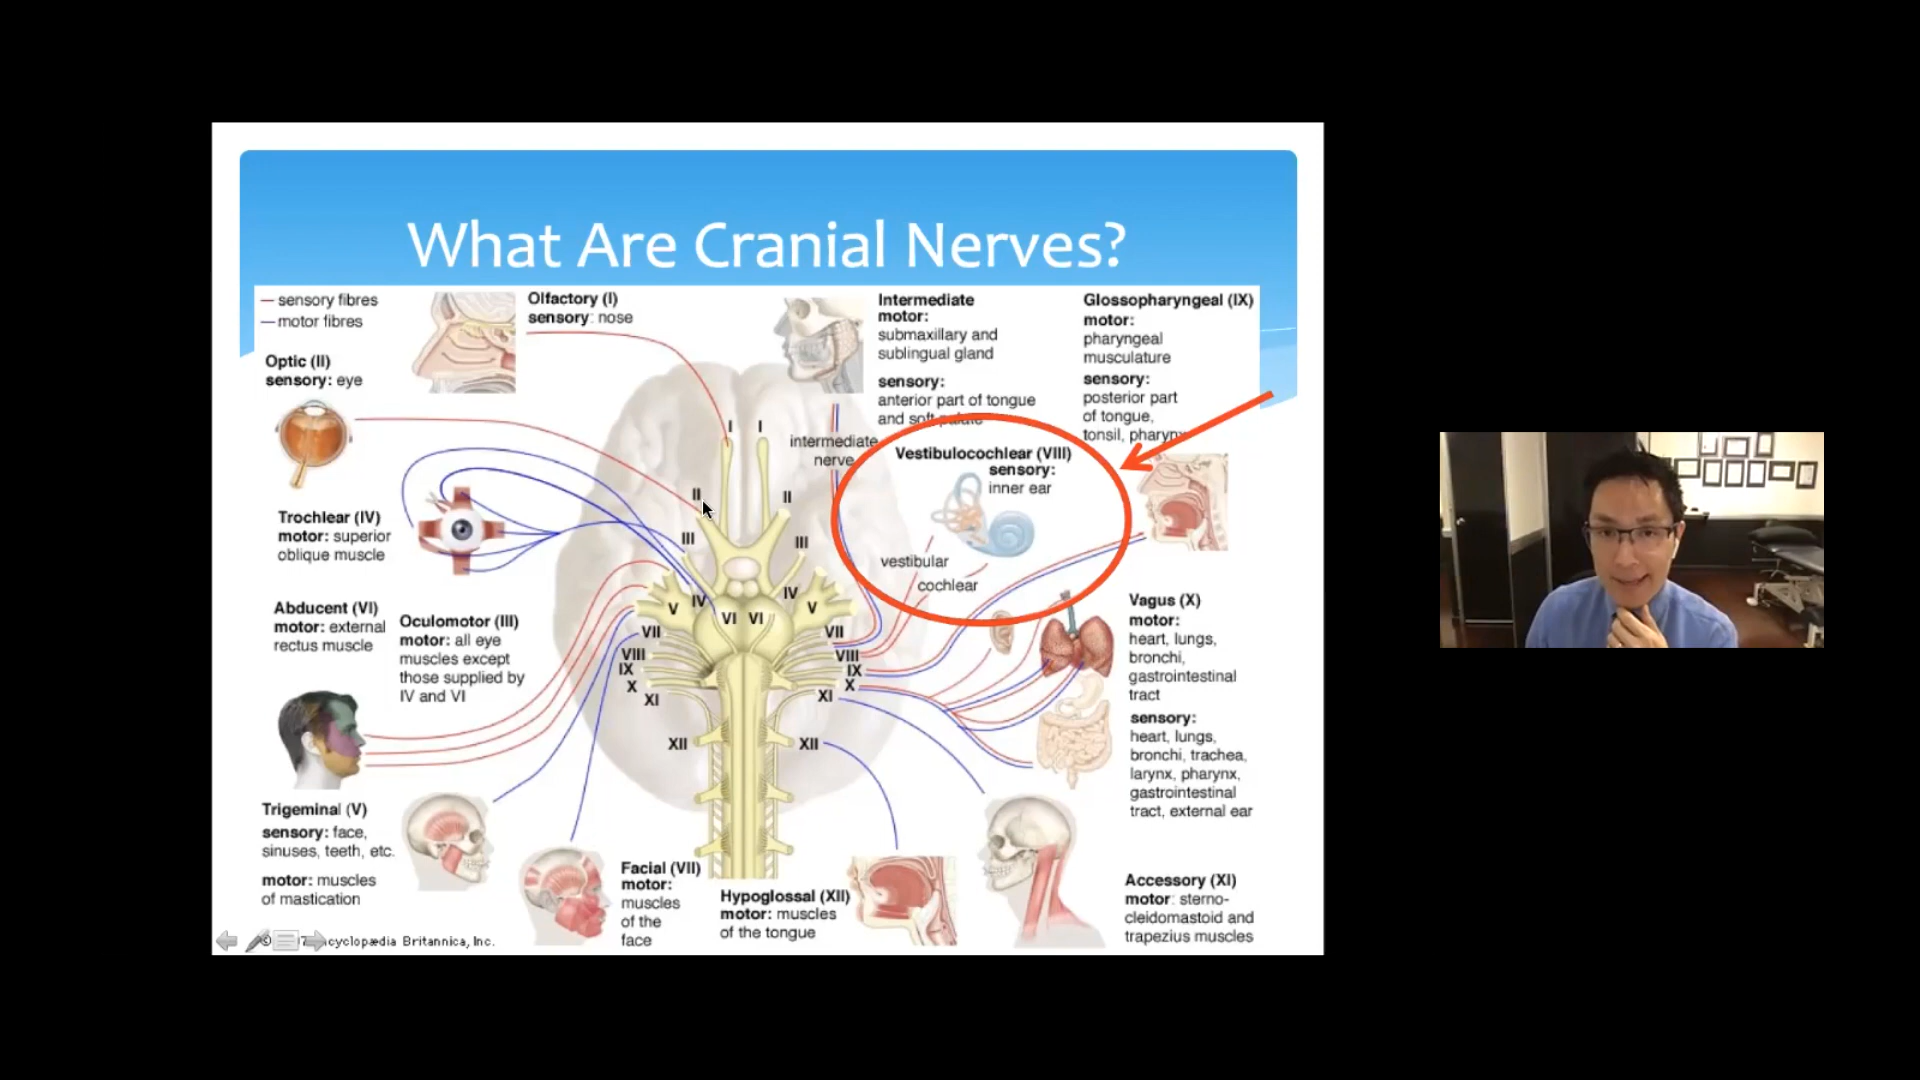 What Are Cranial Nerves?
sensory fibres
motor fibres
Optic (II)
sensory: eye
Olfactory (I)
sensory: nose
Intermediate
motor:
submaxillary and
sublingual gland
sensory:
anterior part of tongue
and soft palate
Glossopharyngeal (IX)
motor:
pharyngeal
musculature
sensory:
posterior part
of tongue,
tonsil, pharynx
intermediate
nerve
Vestibulocochlear (VIII)
sensory:
inner ear
vestibular
cochlear
Trochlear (IV)
motor: superior
oblique muscle
Abducent (VI)
motor: external
rectus muscle
Oculomotor (III)
motor: all eye
muscles except
those supplied by
IV and VI
I I
II II
III III
IV IV
V VI VI V
VII VII
VIII VIII
IX IX
X X
XI XI
XII XII
Vagus (X)
motor:
heart, lungs,
bronchi,
gastrointestinal
tract
sensory:
heart, lungs,
bronchi, trachea,
larynx, pharynx,
gastrointestinal
tract, external ear
Trigeminal (V)
sensory: face,
sinuses, teeth, etc.
motor: muscles
of mastication
Facial (VII)
motor:
muscles
of the
face
Hypoglossal (XII)
motor: muscles
of the tongue
Accessory (XI)
motor: sterno-
cleidomastoid and
trapezius muscles
cyclopædia Britannica, Inc.